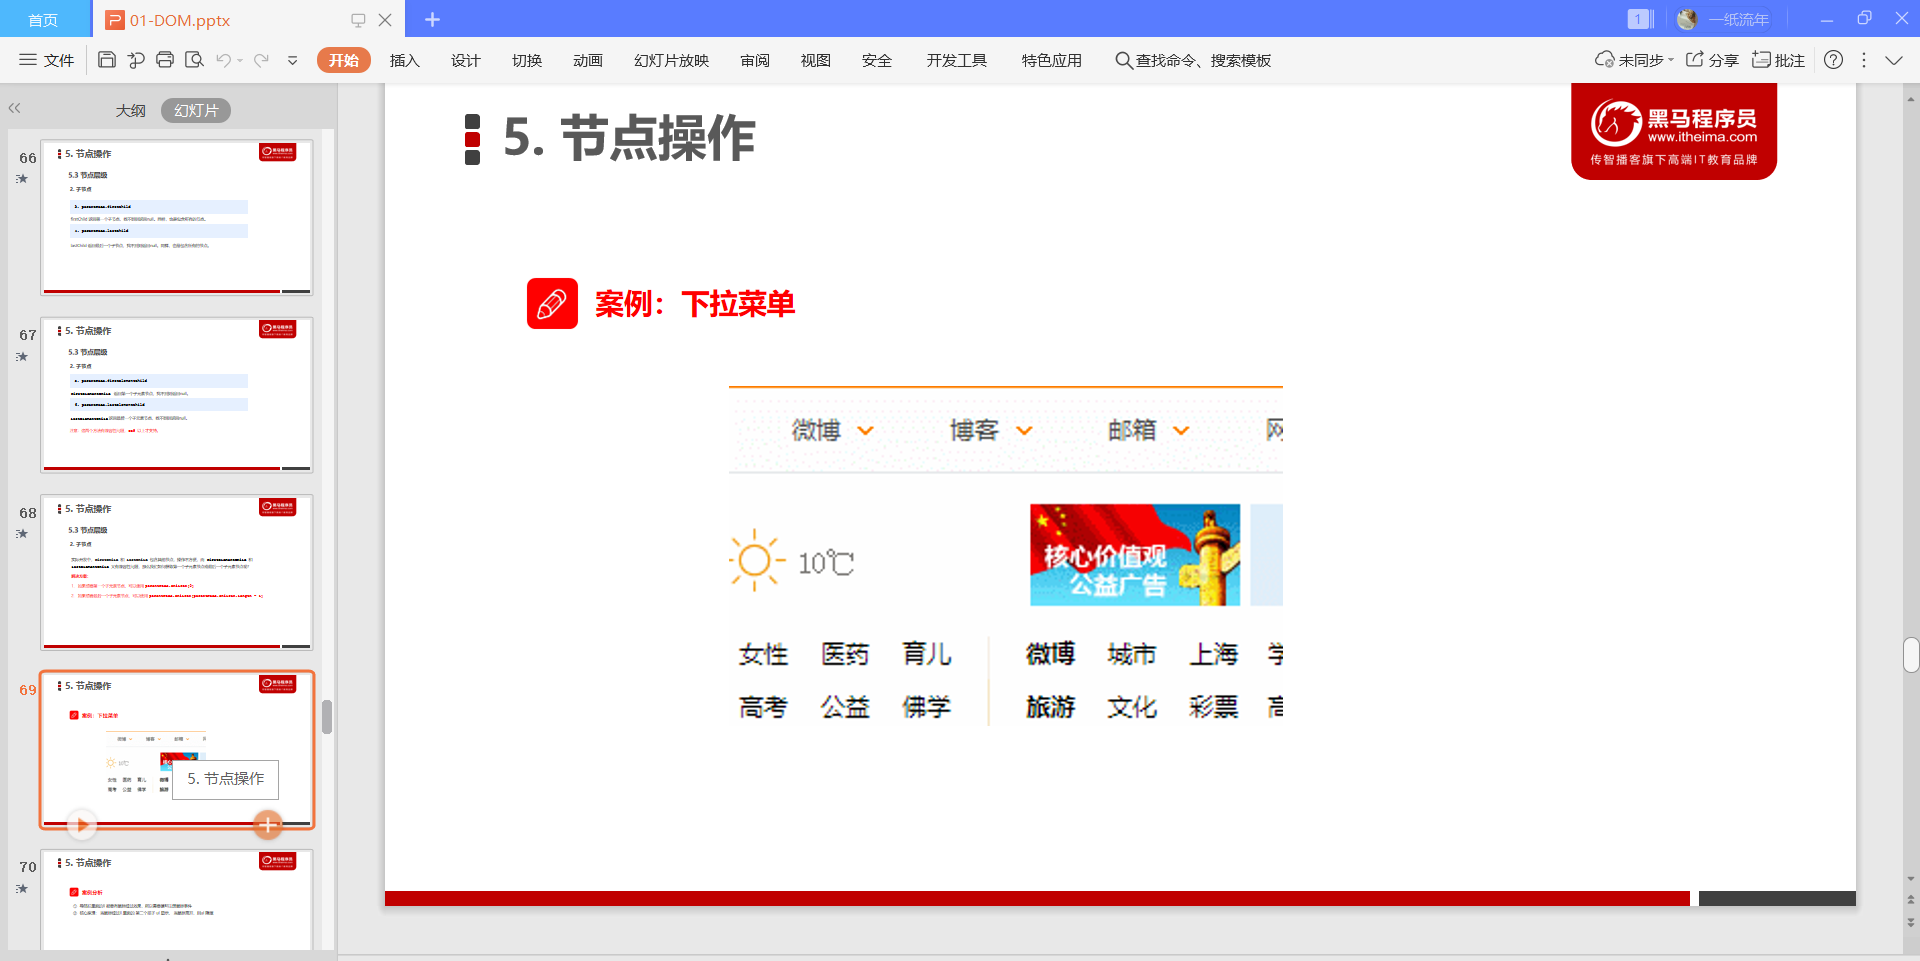 首页
01-DOM.pptx
1
一纸流年
文件
开始
插入
设计
切换
动画
幻灯片放映
审阅
视图
安全
开发工具
特色应用
查找命令、搜索模板
未同步
分享
批注
大纲
幻灯片
66
5. 节点操作
5.3 节点层级
2. 子节点
67
5. 节点操作
5.3 节点层级
2. 子节点
68
5. 节点操作
5.3 节点层级
2. 子节点
69
5. 节点操作
案例：下拉菜单
5. 节点操作
70
5. 节点操作
案例分析
5. 节点操作
黑马程序员
www.itheima.com
传智播客旗下高端IT教育品牌
案例：下拉菜单
微博 博客 邮箱
10℃
核心价值观
公益广告
女性 医药 育儿 微博 城市 上海
高考 公益 佛学 旅游 文化 彩票